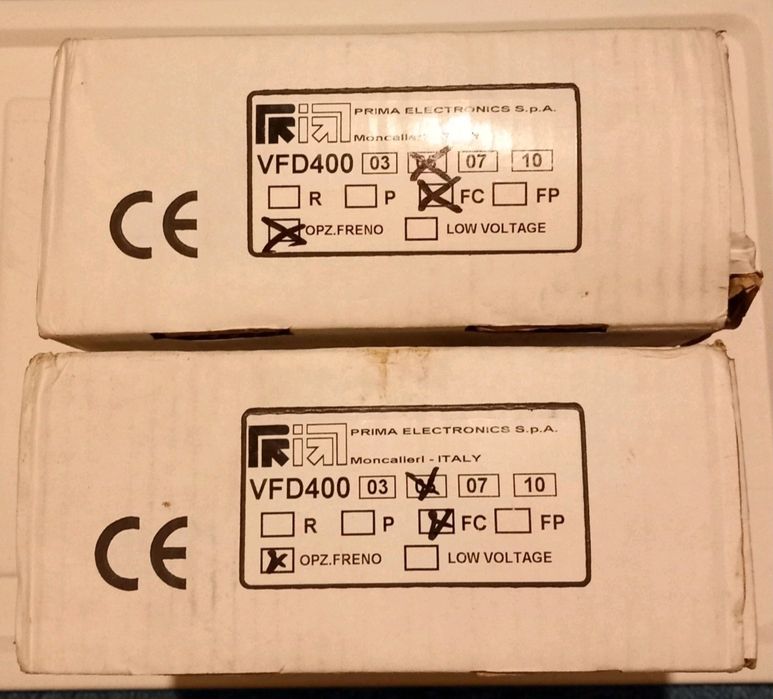 PRIMA ELECTRONICS S.p.A.
Moncalieri
VFD400 03 07 10
R P FC FP
OPZ.FRENO LOW VOLTAGE
CE
PRIMA ELECTRONICS S.p.A.
Moncalieri - ITALY
VFD400 03 07 10
R P FC FP
OPZ.FRENO LOW VOLTAGE
CE